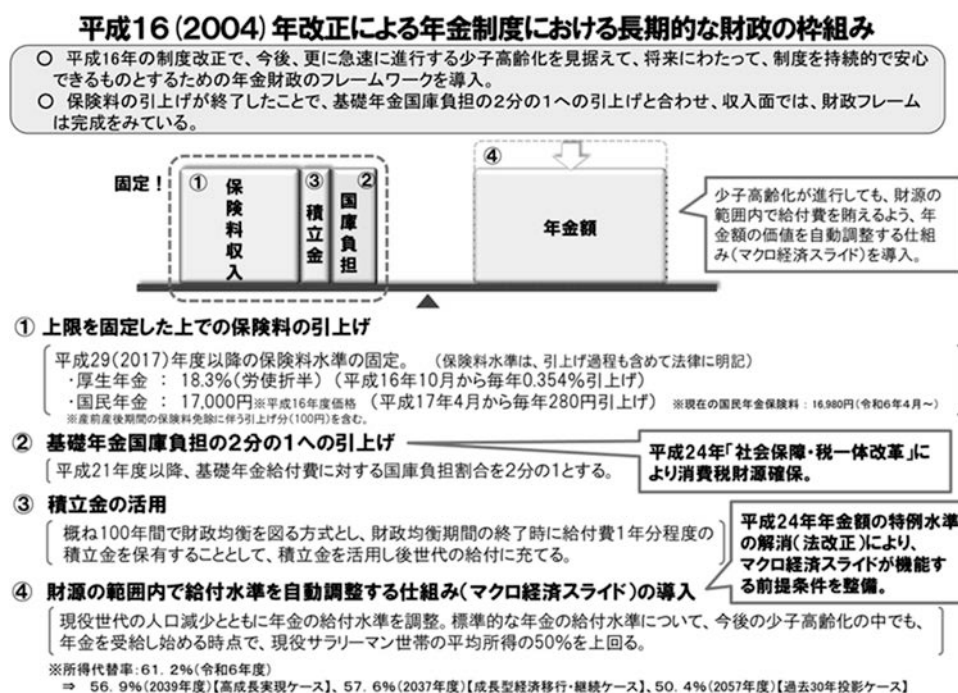 平成16(2004)年改正による年金制度における長期的な財政の枠組み
○ 平成16年の制度改正で、今後、更に急速に進行する少子高齢化を見据えて、将来にわたって、制度を持続的で安心
できるものとするための年金財政のフレームワークを導入。
○ 保険料の引上げが終了したことで、基礎年金国庫負担の2分の1への引上げと合わせ、収入面では、財政フレーム
は完成をみている。
固定！
① 保険料収入
③ 積立金
② 国庫負担
④
年金額
少子高齢化が進行しても、財源の
範囲内で給付費を賄えるよう、年
金額の価値を自動調整する仕組
み(マクロ経済スライド)を導入。
① 上限を固定した上での保険料の引上げ
平成29(2017)年度以降の保険料水準の固定。 (保険料水準は、引上げ過程も含めて法律に明記)
・厚生年金 : 18.3%(労使折半) (平成16年10月から毎年0.354%引上げ)
・国民年金 : 17,000円※平成16年度価格 (平成17年4月から毎年280円引上げ) ※現在の国民年金保険料:16,980円(令和6年4月～)
※産前産後期間の保険料免除に伴う引上げ分(100円)を含む。
② 基礎年金国庫負担の2分の1への引上げ
平成21年度以降、基礎年金給付費に対する国庫負担割合を2分の1とする。
平成24年「社会保障・税一体改革」に
より消費税財源確保。
③ 積立金の活用
概ね100年間で財政均衡を図る方式とし、財政均衡期間の終了時に給付費1年分程度の
積立金を保有することとして、積立金を活用し後世代の給付に充てる。
平成24年年金額の特例水準
の解消(法改正)により、
マクロ経済スライドが機能す
る前提条件を整備。
④ 財源の範囲内で給付水準を自動調整する仕組み(マクロ経済スライド)の導入
現役世代の人口減少とともに年金の給付水準を調整。標準的な年金の給付水準について、今後の少子高齢化の中でも、
年金を受給し始める時点で、現役サラリーマン世帯の平均所得の50%を上回る。
※所得代替率:61.2%(令和6年度)
⇒ 56.9%(2039年度)【高成長実現ケース】、57.6%(2037年度)【成長型経済移行・継続ケース】、50.4%(2057年度)【過去30年投影ケース】